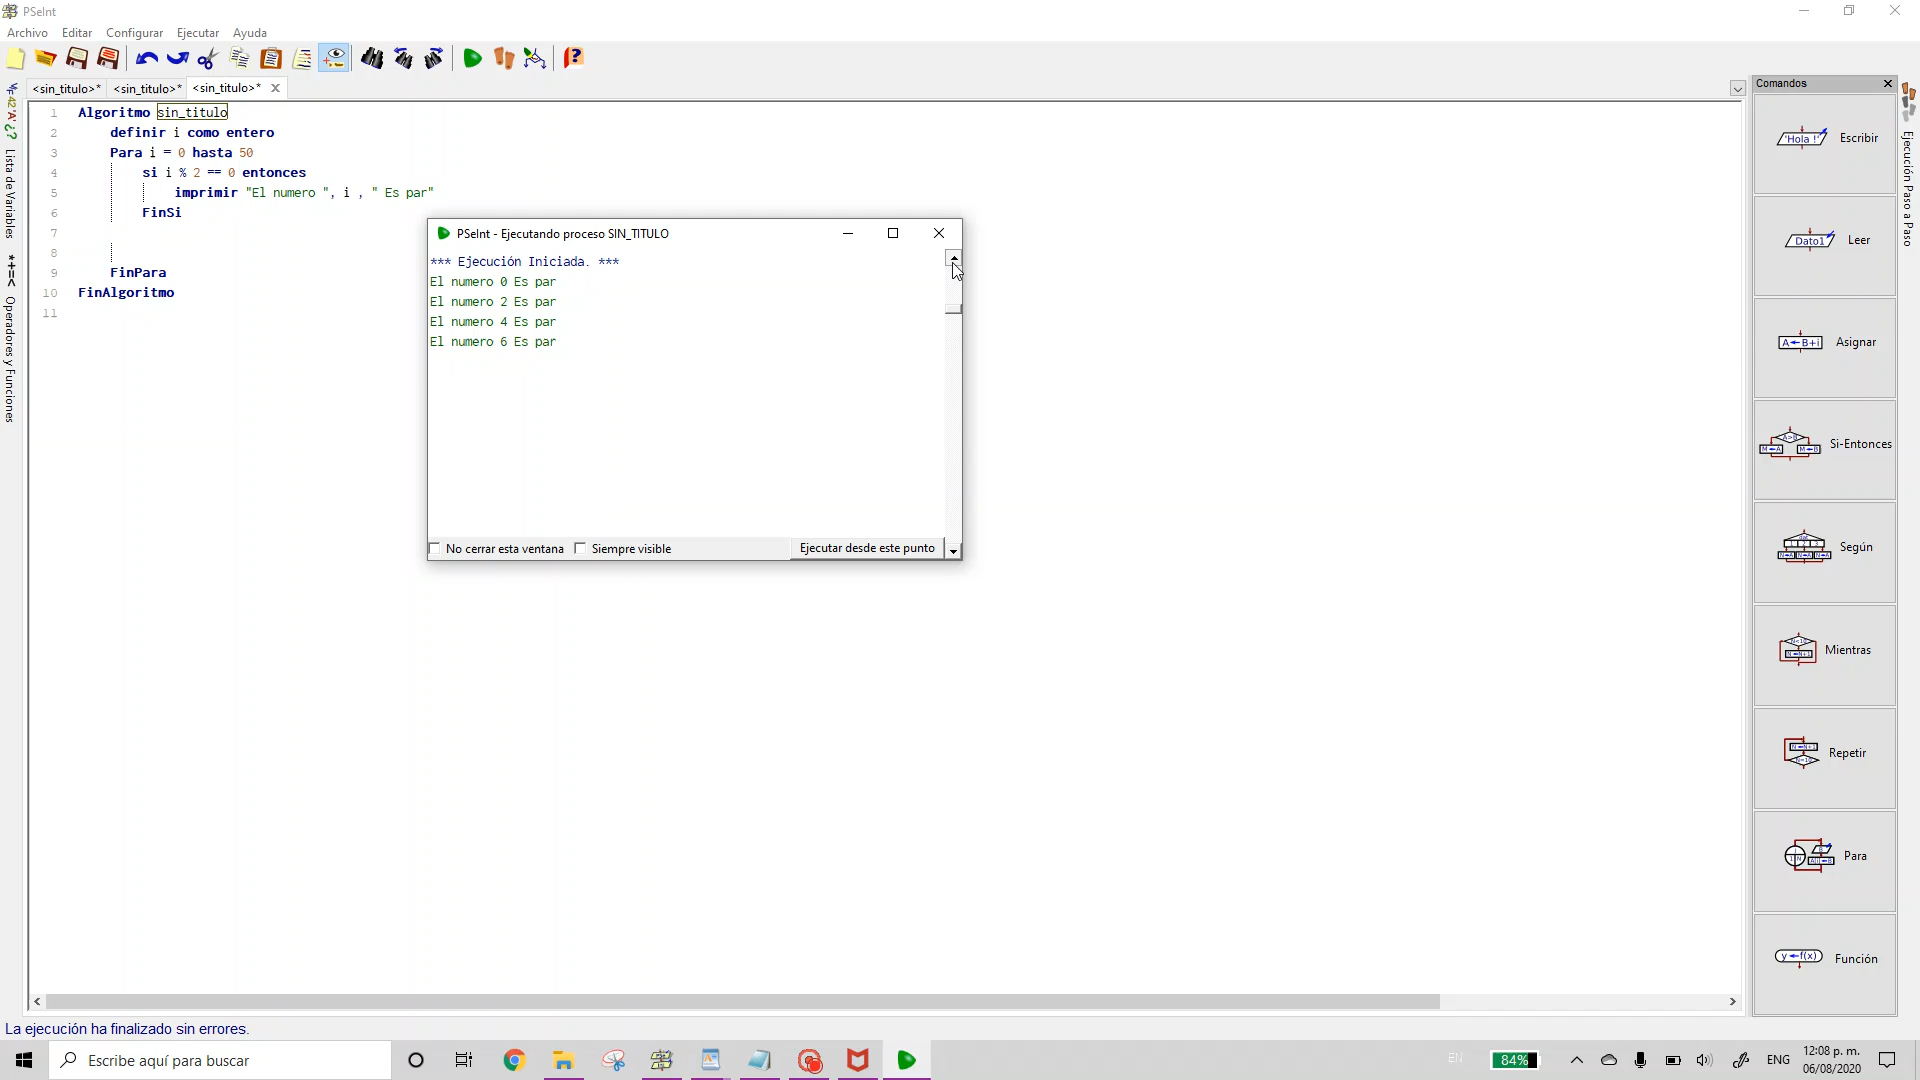 PSeInt
Archivo Editar Configurar Ejecutar Ayuda
<sin_titulo>* <sin_titulo>* <sin_titulo>*
1 Algoritmo sin_titulo
2 definir i como entero
3 Para i = 0 hasta 50
4 si i % 2 == 0 entonces
5 imprimir "El numero ", i , " Es par"
6 FinSi
7
8
9 FinPara
10 FinAlgoritmo
11
Lista de Variables
*+=< Operadores y Funciones
PSeInt - Ejecutando proceso SIN_TITULO
*** Ejecución Iniciada. ***
El numero 0 Es par
El numero 2 Es par
El numero 4 Es par
El numero 6 Es par
No cerrar esta ventana Siempre visible Ejecutar desde este punto
Comandos
'Hola !' Escribir
Dato1 Leer
A←B+i Asignar
A>B Si-Entonces
Según
Mientras
Repetir
Para
y←f(x) Función
Ejecución Paso a Paso
La ejecución ha finalizado sin errores.
Escribe aquí para buscar
EN
84%
ENG
12:08 p. m.
06/08/2020